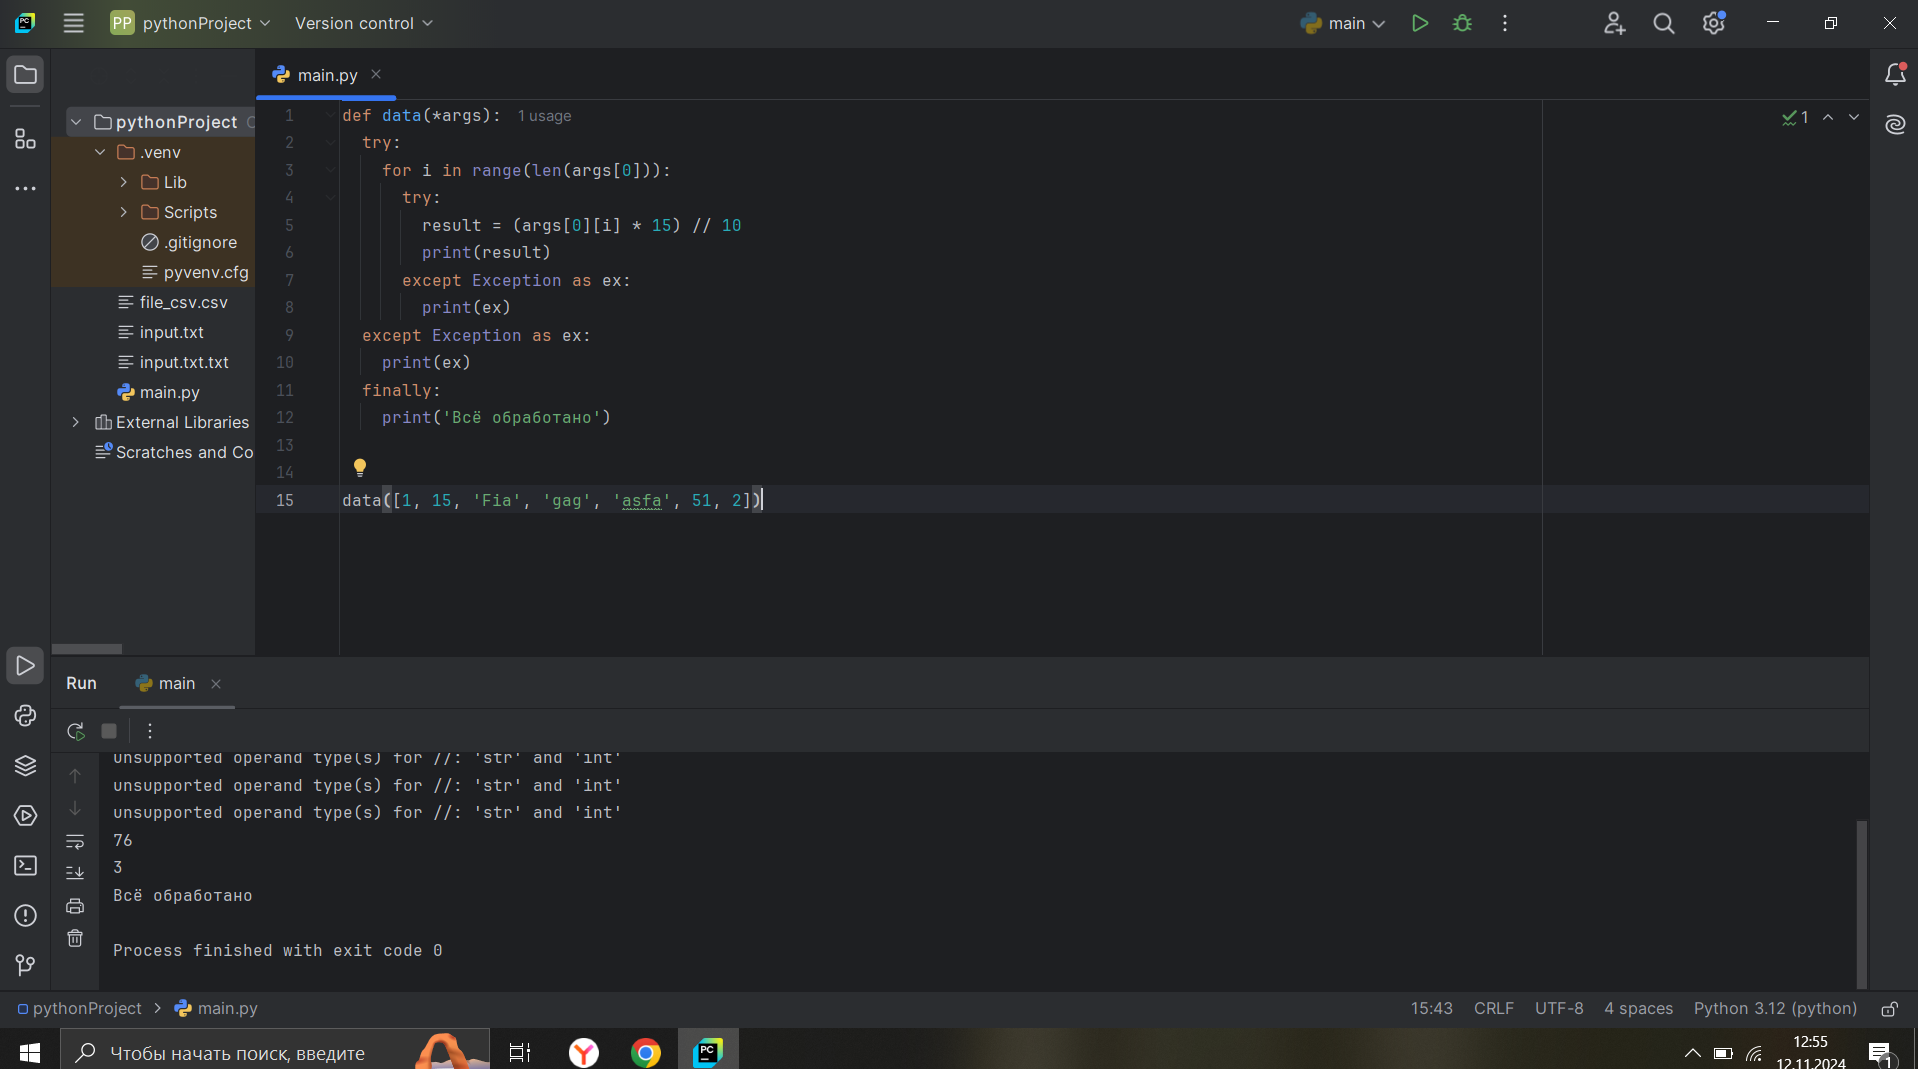 PP pythonProject Version control main
main.py
pythonProject
.venv
Lib
Scripts
.gitignore
pyvenv.cfg
file_csv.csv
input.txt
input.txt.txt
main.py
External Libraries
Scratches and Co
1 def data(*args): 1 usage
2 try:
3 for i in range(len(args[0])):
4 try:
5 result = (args[0][i] * 15) // 10
6 print(result)
7 except Exception as ex:
8 print(ex)
9 except Exception as ex:
10 print(ex)
11 finally:
12 print('Всё обработано')
13
14
15 data([1, 15, 'Fia', 'gag', 'asfa', 51, 2])
1
Run main
unsupported operand type(s) for //: 'str' and 'int'
unsupported operand type(s) for //: 'str' and 'int'
unsupported operand type(s) for //: 'str' and 'int'
76
3
Всё обработано
Process finished with exit code 0
pythonProject > main.py 15:43 CRLF UTF-8 4 spaces Python 3.12 (python)
Чтобы начать поиск, введите
PC
12:55
12.11.2024
1